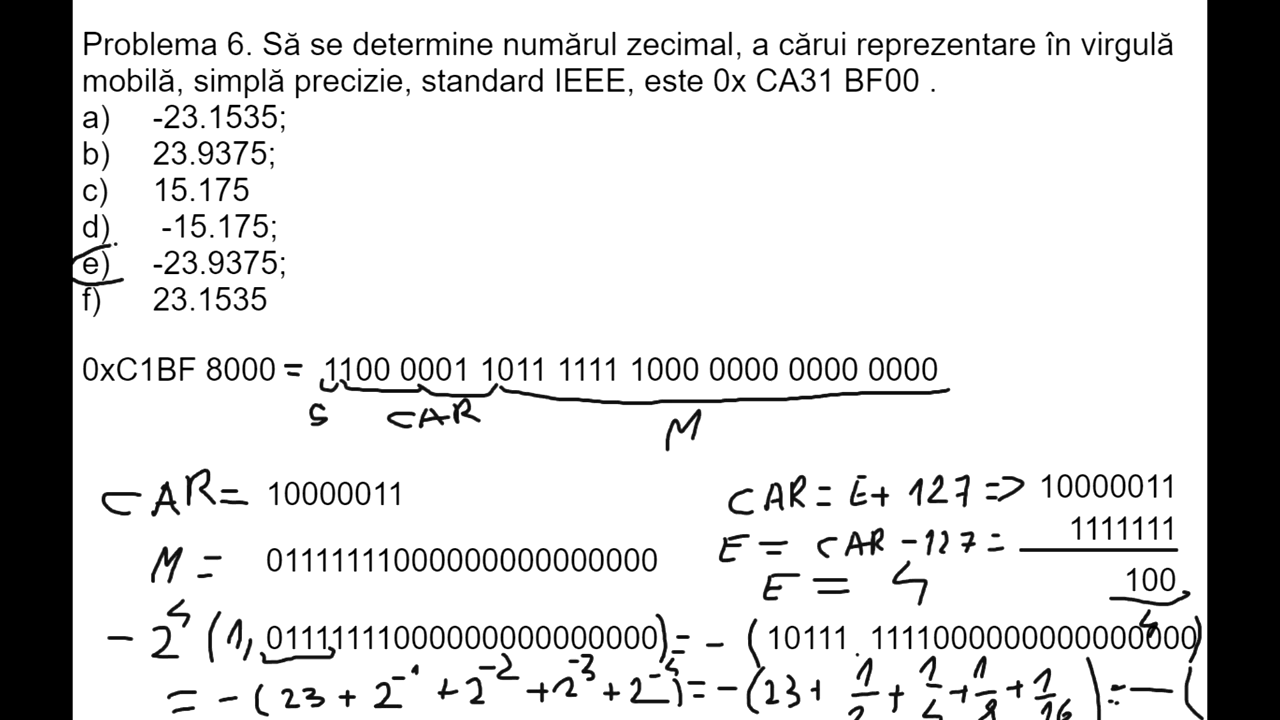 Problema 6. Să se determine numărul zecimal, a cărui reprezentare în virgulă
mobilă, simplă precizie, standard IEEE, este 0x CA31 BF00 .
a) -23.1535;
b) 23.9375;
c) 15.175
d) -15.175;
e) -23.9375;
f) 23.1535
0xC1BF 8000 = 1100 0001 1011 1111 1000 0000 0000 0000
S CAR M
CAR = 10000011 CAR = E + 127 => 10000011
1111111
M = 01111111000000000000000 E = CAR - 127 =
E = 4 100
4
- 2^4 (1, 01111111000000000000000) = - ( 10111 . 1111000000000000000)
= - ( 23 + 2^-1 + 2^-2 + 2^-3 + 2^-4 ) = - (23 + 1/2 + 1/4 + 1/8 + 1/16 ) = - (